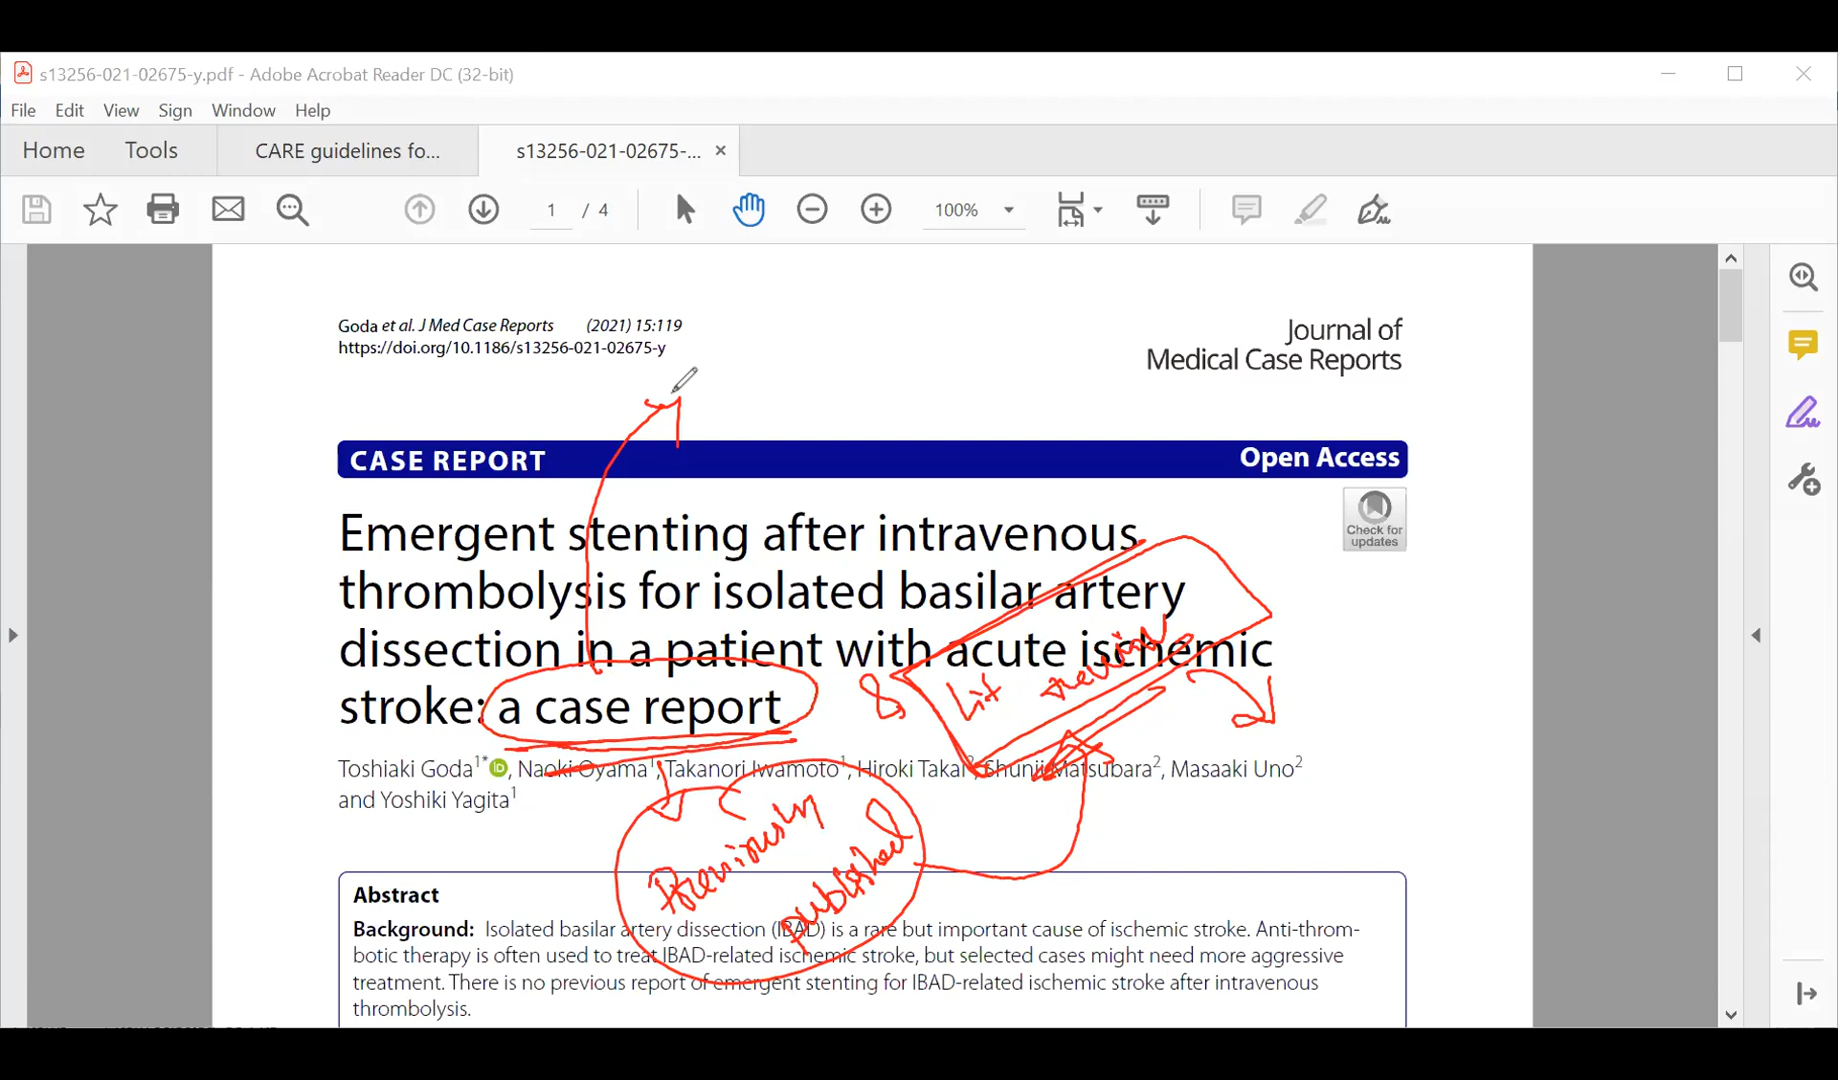 s13256-021-02675-y.pdf - Adobe Acrobat Reader DC (32-bit)
File Edit View Sign Window Help
Home Tools CARE guidelines fo... s13256-021-02675-... ×
1 / 4 100%
Goda et al. J Med Case Reports (2021) 15:119
https://doi.org/10.1186/s13256-021-02675-y
Journal of
Medical Case Reports
CASE REPORT Open Access
Check for
updates
Emergent stenting after intravenous
thrombolysis for isolated basilar artery
dissection in a patient with acute ischemic
stroke: a case report
& Lit review
Toshiaki Goda1*, Naoki Oyama1, Takanori Iwamoto1, Hiroki Takai2, Shunji Matsubara2, Masaaki Uno2
and Yoshiki Yagita1
Previously
published
Abstract
Background: Isolated basilar artery dissection (IBAD) is a rare but important cause of ischemic stroke. Anti-throm-
botic therapy is often used to treat IBAD-related ischemic stroke, but selected cases might need more aggressive
treatment. There is no previous report of emergent stenting for IBAD-related ischemic stroke after intravenous
thrombolysis.